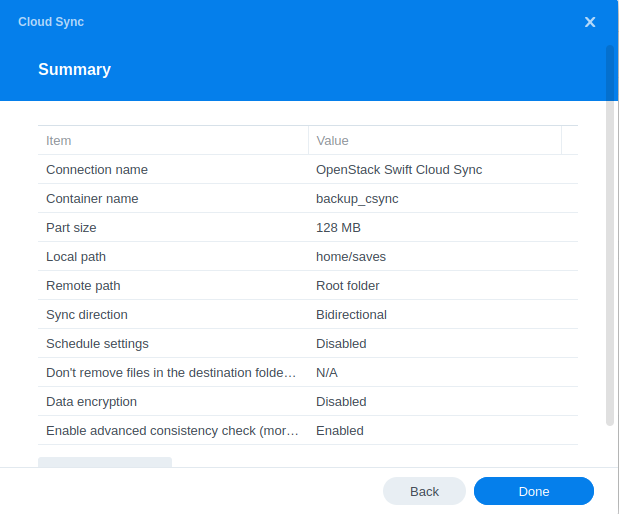 Cloud Sync
Summary
Item Value
Connection name OpenStack Swift Cloud Sync
Container name backup_csync
Part size 128 MB
Local path home/saves
Remote path Root folder
Sync direction Bidirectional
Schedule settings Disabled
Don't remove files in the destination folde… N/A
Data encryption Disabled
Enable advanced consistency check (mor… Enabled
Back Done